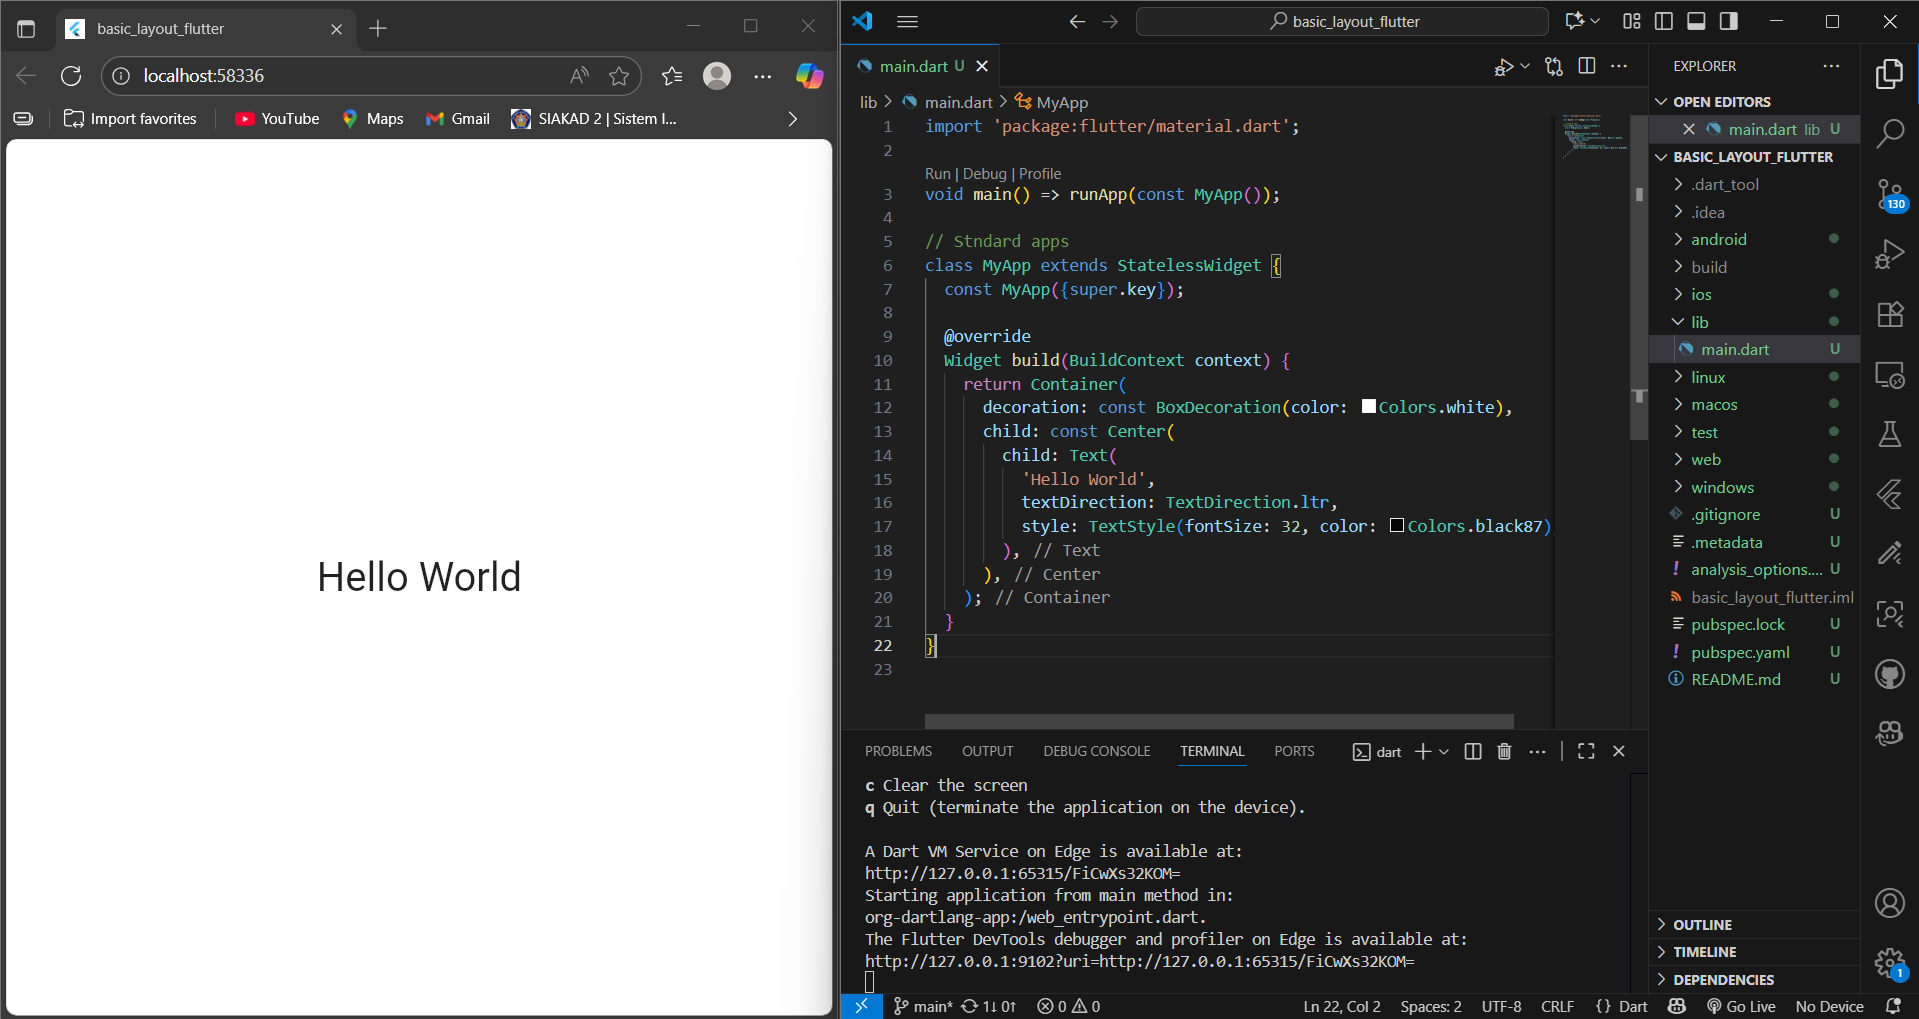 basic_layout_flutter
localhost:58336
Import favorites
YouTube
Maps
Gmail
SIAKAD 2 | Sistem I...
Hello World
basic_layout_flutter
main.dart U
lib > main.dart > MyApp
1 import 'package:flutter/material.dart';
2
Run | Debug | Profile
3 void main() => runApp(const MyApp());
4
5 // Stndard apps
6 class MyApp extends StatelessWidget {
7 const MyApp({super.key});
8
9 @override
10 Widget build(BuildContext context) {
11 return Container(
12 decoration: const BoxDecoration(color: Colors.white),
13 child: const Center(
14 child: Text(
15 'Hello World',
16 textDirection: TextDirection.ltr,
17 style: TextStyle(fontSize: 32, color: Colors.black87)
18 ), // Text
19 ), // Center
20 ); // Container
21 }
22 }
23
PROBLEMS OUTPUT DEBUG CONSOLE TERMINAL PORTS
dart
c Clear the screen
q Quit (terminate the application on the device).
A Dart VM Service on Edge is available at:
http://127.0.0.1:65315/FiCwXs32KOM=
Starting application from main method in:
org-dartlang-app:/web_entrypoint.dart.
The Flutter DevTools debugger and profiler on Edge is available at:
http://127.0.0.1:9102?uri=http://127.0.0.1:65315/FiCwXs32KOM=
EXPLORER
OPEN EDITORS
main.dart lib U
BASIC_LAYOUT_FLUTTER
.dart_tool
.idea
android
build
ios
lib
main.dart U
linux
macos
test
web
windows
.gitignore U
.metadata U
analysis_options.... U
basic_layout_flutter.iml
pubspec.lock U
pubspec.yaml U
README.md U
OUTLINE
TIMELINE
DEPENDENCIES
130
1
main* 1↓ 0↑ 0 0
Ln 22, Col 2 Spaces: 2 UTF-8 CRLF {} Dart Go Live No Device